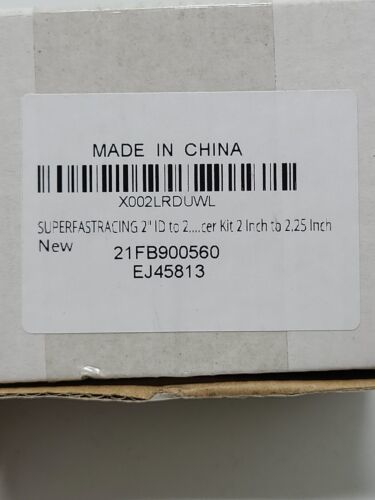 MADE IN CHINA
X002LRDUWL
SUPERFASTRACING 2" ID to 2....cer Kit 2 Inch to 2,25 Inch
New
21FB900560
EJ45813